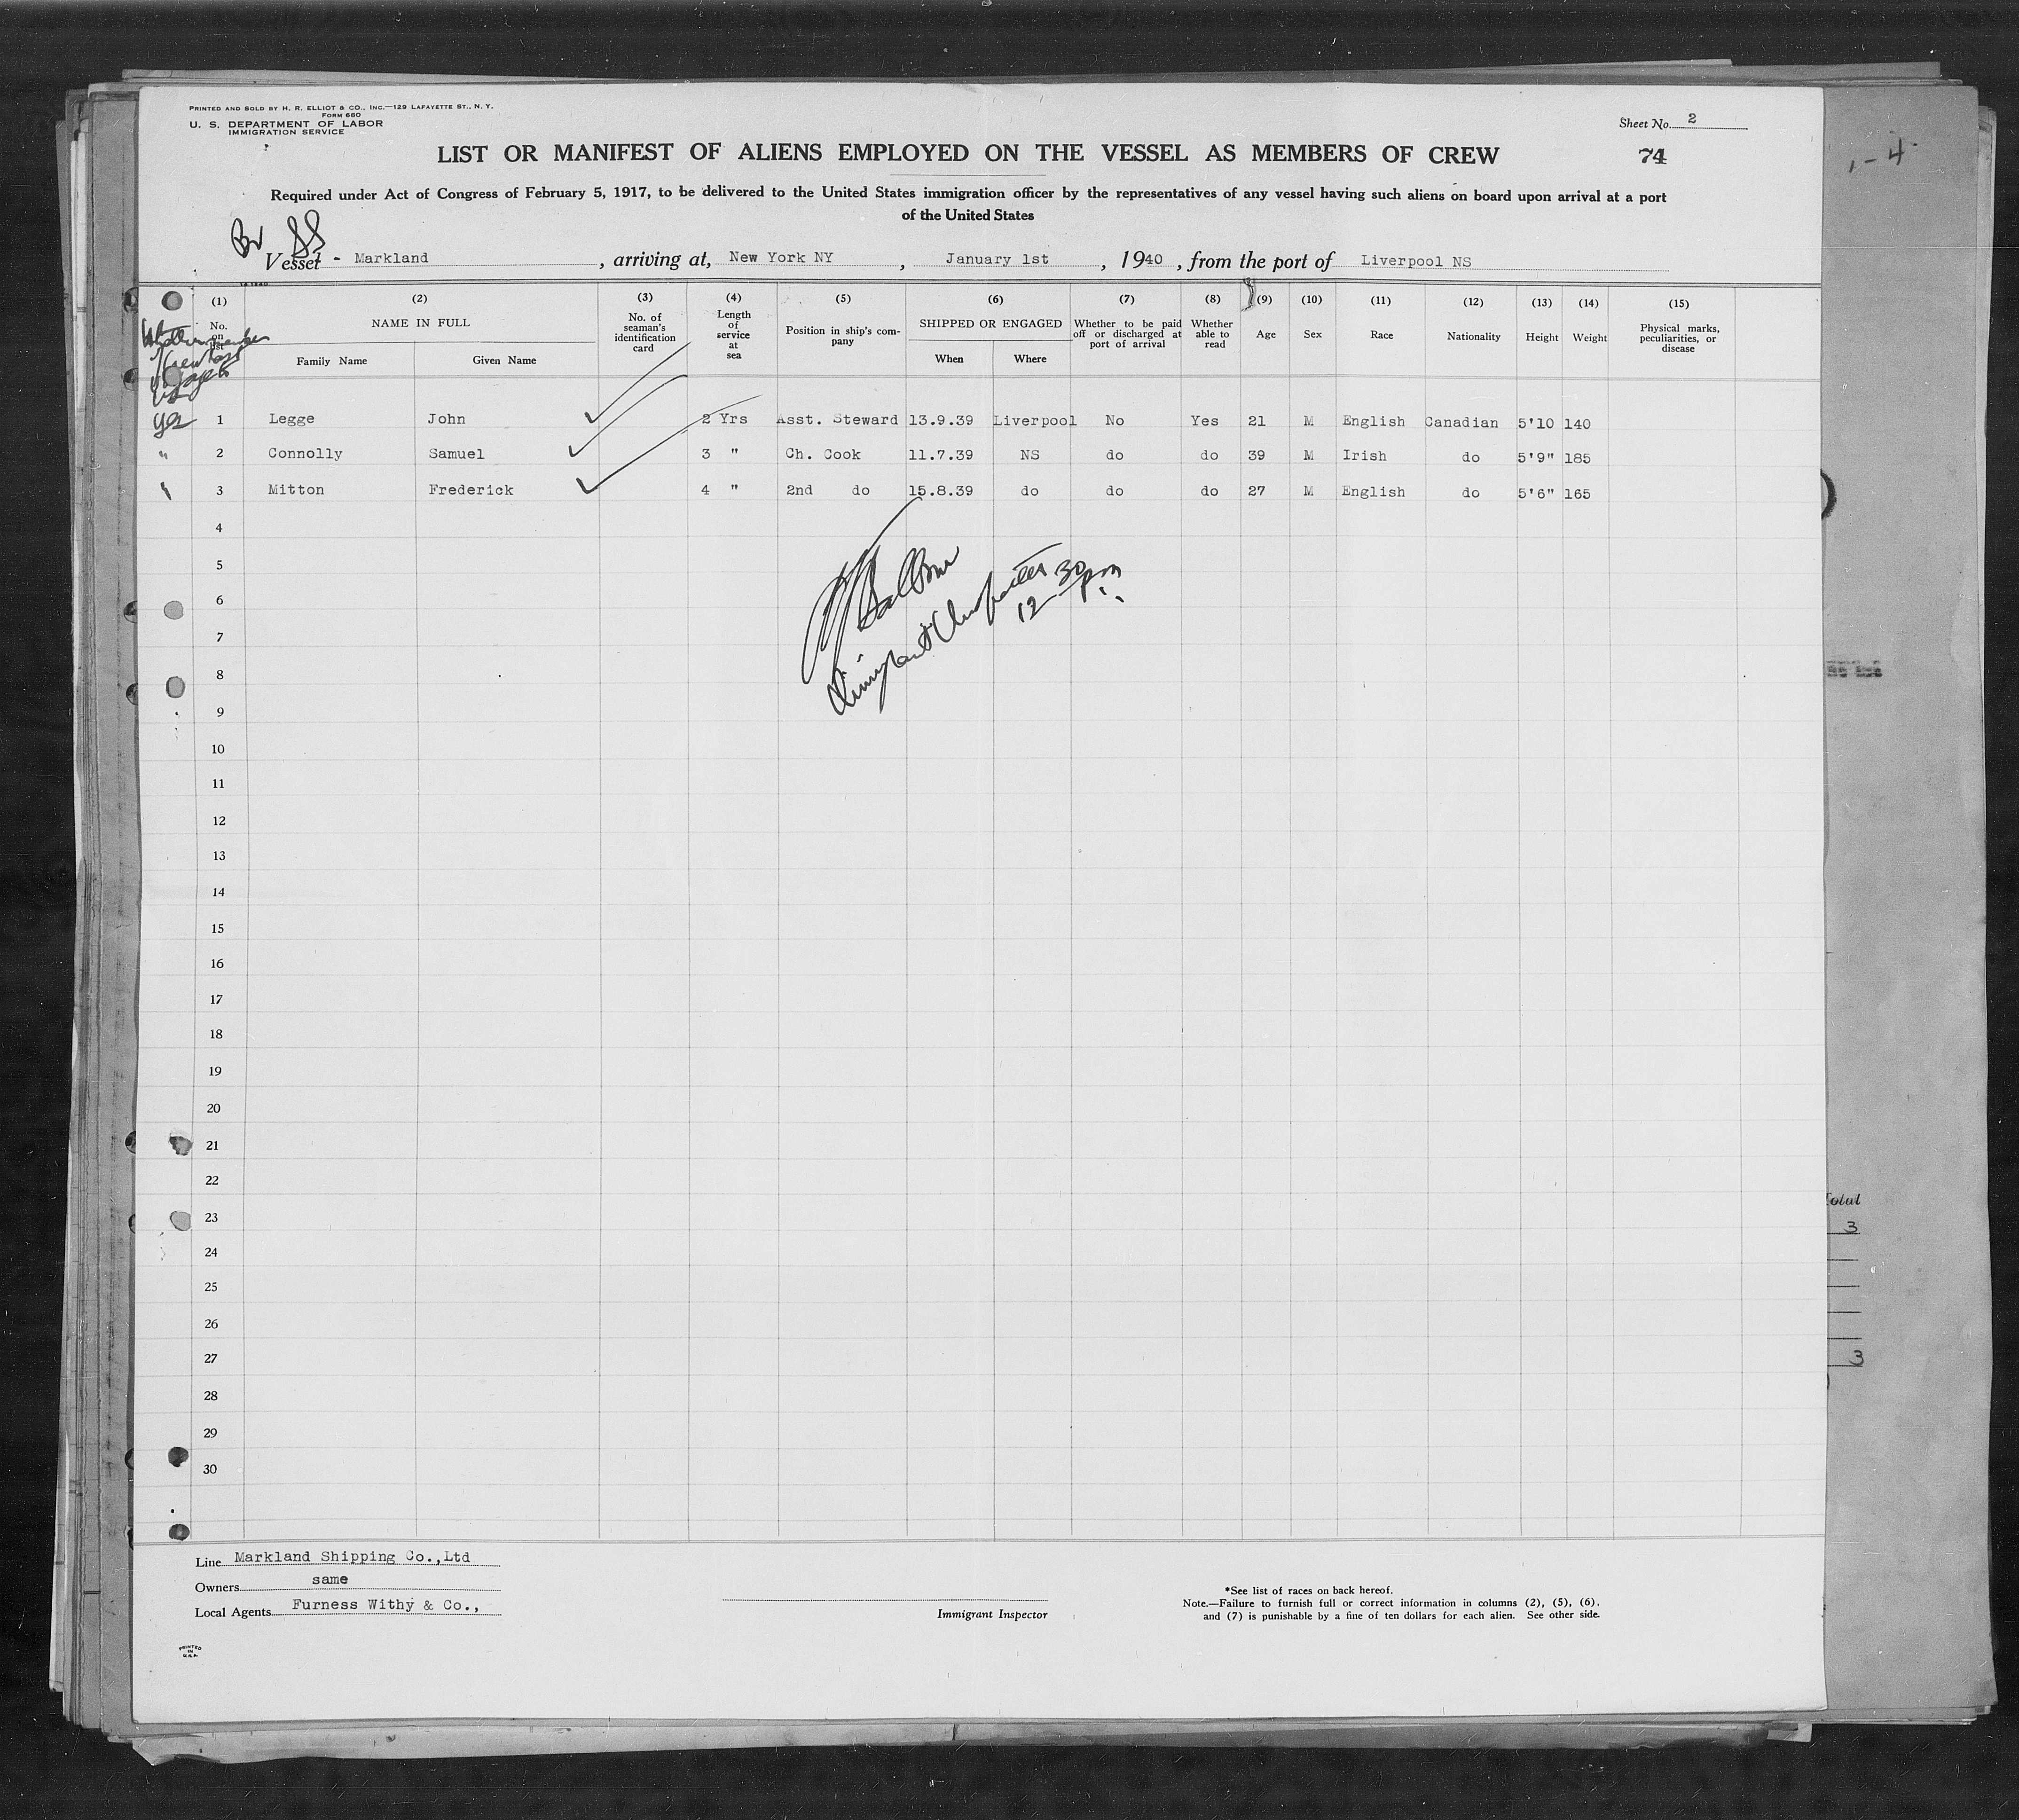 PRINTED AND SOLD BY H. R. ELLIOT & CO., INC.—129 LAFAYETTE ST., N. Y.
FORM 680
U. S. DEPARTMENT OF LABOR
IMMIGRATION SERVICE
Sheet No. 2
LIST OR MANIFEST OF ALIENS EMPLOYED ON THE VESSEL AS MEMBERS OF CREW
74
1-4
Required under Act of Congress of February 5, 1917, to be delivered to the United States immigration officer by the representatives of any vessel having such aliens on board upon arrival at a port
of the United States
Br SS
Vessel - Markland, arriving at, New York NY, January 1st, 1940, from the port of Liverpool NS
(1) (2) (3) (4) (5) (6) (7) (8) (9) (10) (11) (12) (13) (14) (15)
No. on list
NAME IN FULL
Family Name Given Name
No. of seaman's identification card
Length of service at sea
Position in ship's company
SHIPPED OR ENGAGED
When Where
Whether to be paid off or discharged at port of arrival
Whether able to read
Age
Sex
Race
Nationality
Height
Weight
Physical marks, peculiarities, or disease
yes 1 Legge John 2 Yrs Asst. Steward 13.9.39 Liverpool No Yes 21 M English Canadian 5'10 140
" 2 Connolly Samuel 3 " Ch. Cook 11.7.39 NS do do 39 M Irish do 5'9" 185
3 Mitton Frederick 4 " 2nd do 15.8.39 do do do 27 M English do 5'6" 165
4
5
6
7
8
9
10
11
12
13
14
15
16
17
18
19
20
21
22
23
24
25
26
27
28
29
30
Immigrant Inspector
12 30 pm
Total
3
3
Line Markland Shipping Co.,Ltd
Owners same
Local Agents Furness Withy & Co.,
Immigrant Inspector
*See list of races on back hereof.
Note.—Failure to furnish full or correct information in columns (2), (5), (6),
and (7) is punishable by a fine of ten dollars for each alien. See other side.
PRINTED
IN
U.S.A.